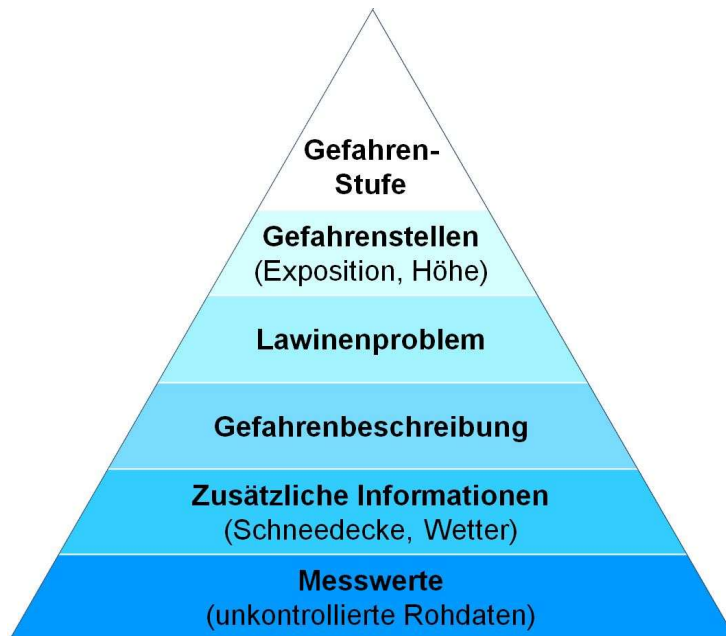 Gefahren-
Stufe
Gefahrenstellen
(Exposition, Höhe)
Lawinenproblem
Gefahrenbeschreibung
Zusätzliche Informationen
(Schneedecke, Wetter)
Messwerte
(unkontrollierte Rohdaten)